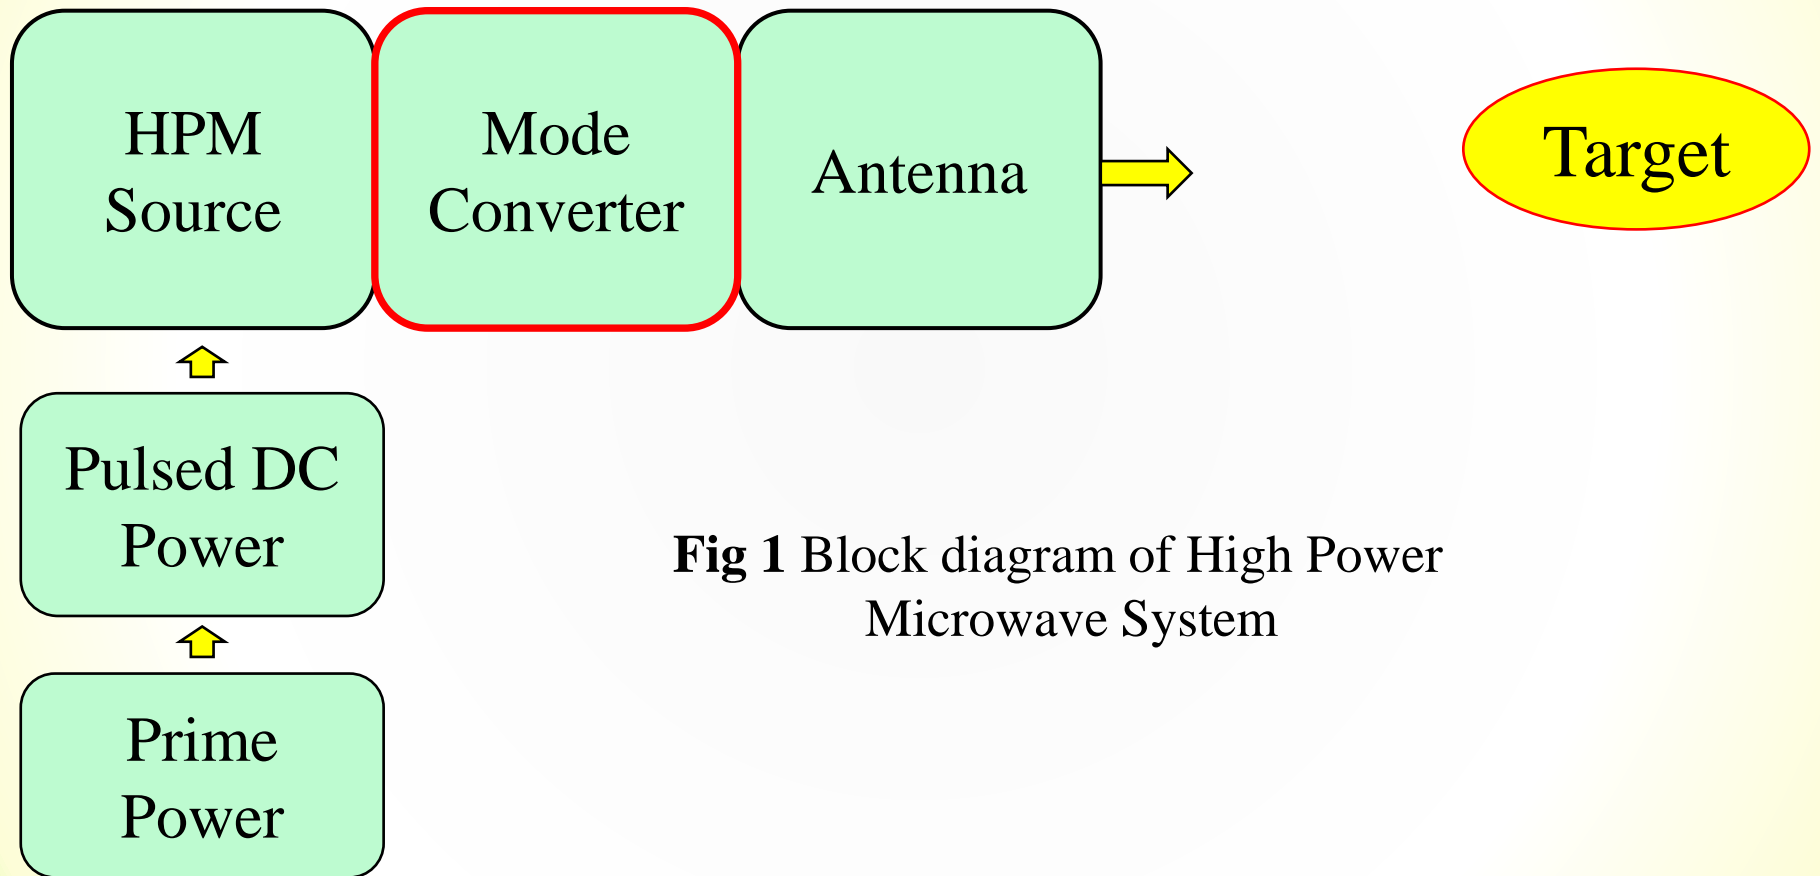 HPM
Source
Mode
Converter
Antenna
Target
Pulsed DC
Power
Prime
Power
Fig 1 Block diagram of High Power
Microwave System